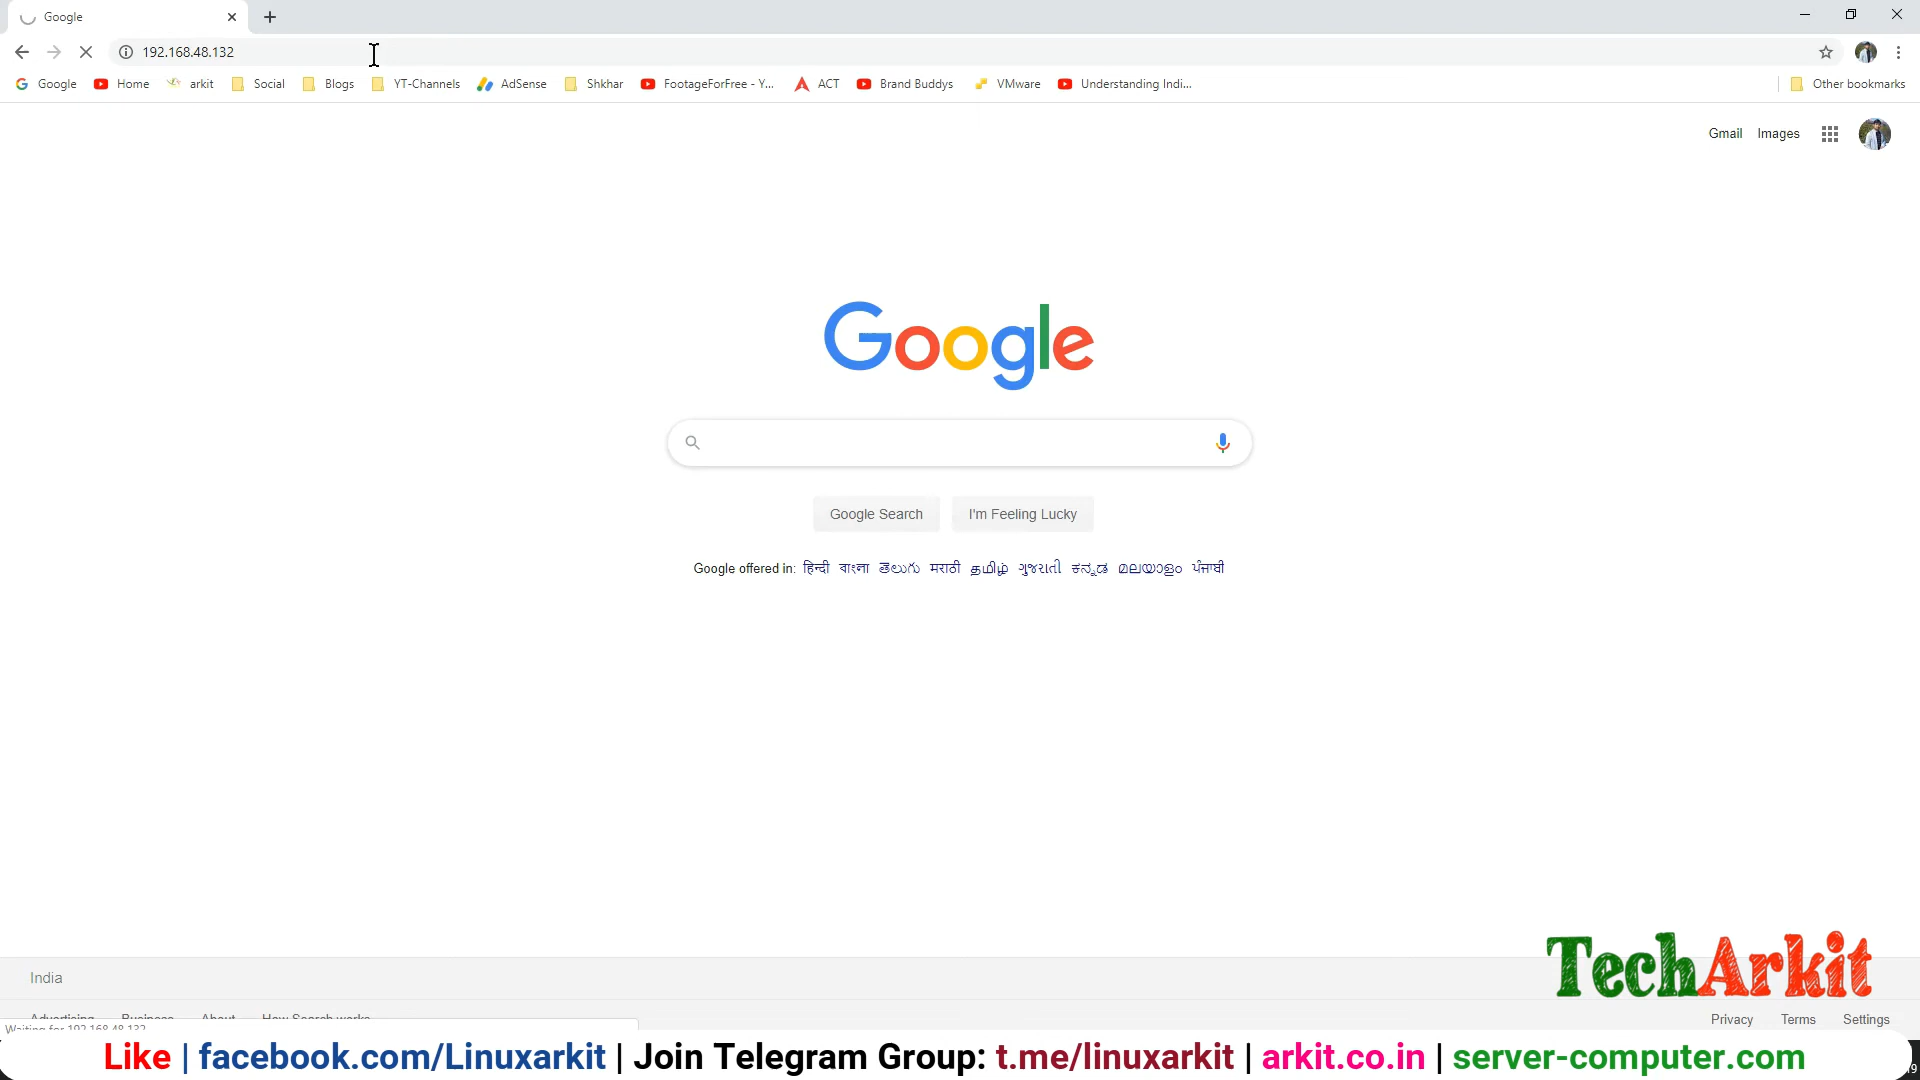 Google
192.168.48.132
Google Home arkit Social Blogs YT-Channels AdSense Shkhar FootageForFree - Y... ACT Brand Buddys VMware Understanding Indi... Other bookmarks
Gmail Images
Google
Google Search I'm Feeling Lucky
Google offered in: हिन्दी বাংলা తెలుగు मराठी தமிழ் ગુજરાતી ಕನ್ನಡ മലയാളം ਪੰਜਾਬੀ
India
TechArkit
Advertising Business About How Search works
Privacy Terms Settings
Waiting for 192.168.48.132
Like | facebook.com/Linuxarkit | Join Telegram Group: t.me/linuxarkit | arkit.co.in | server-computer.com